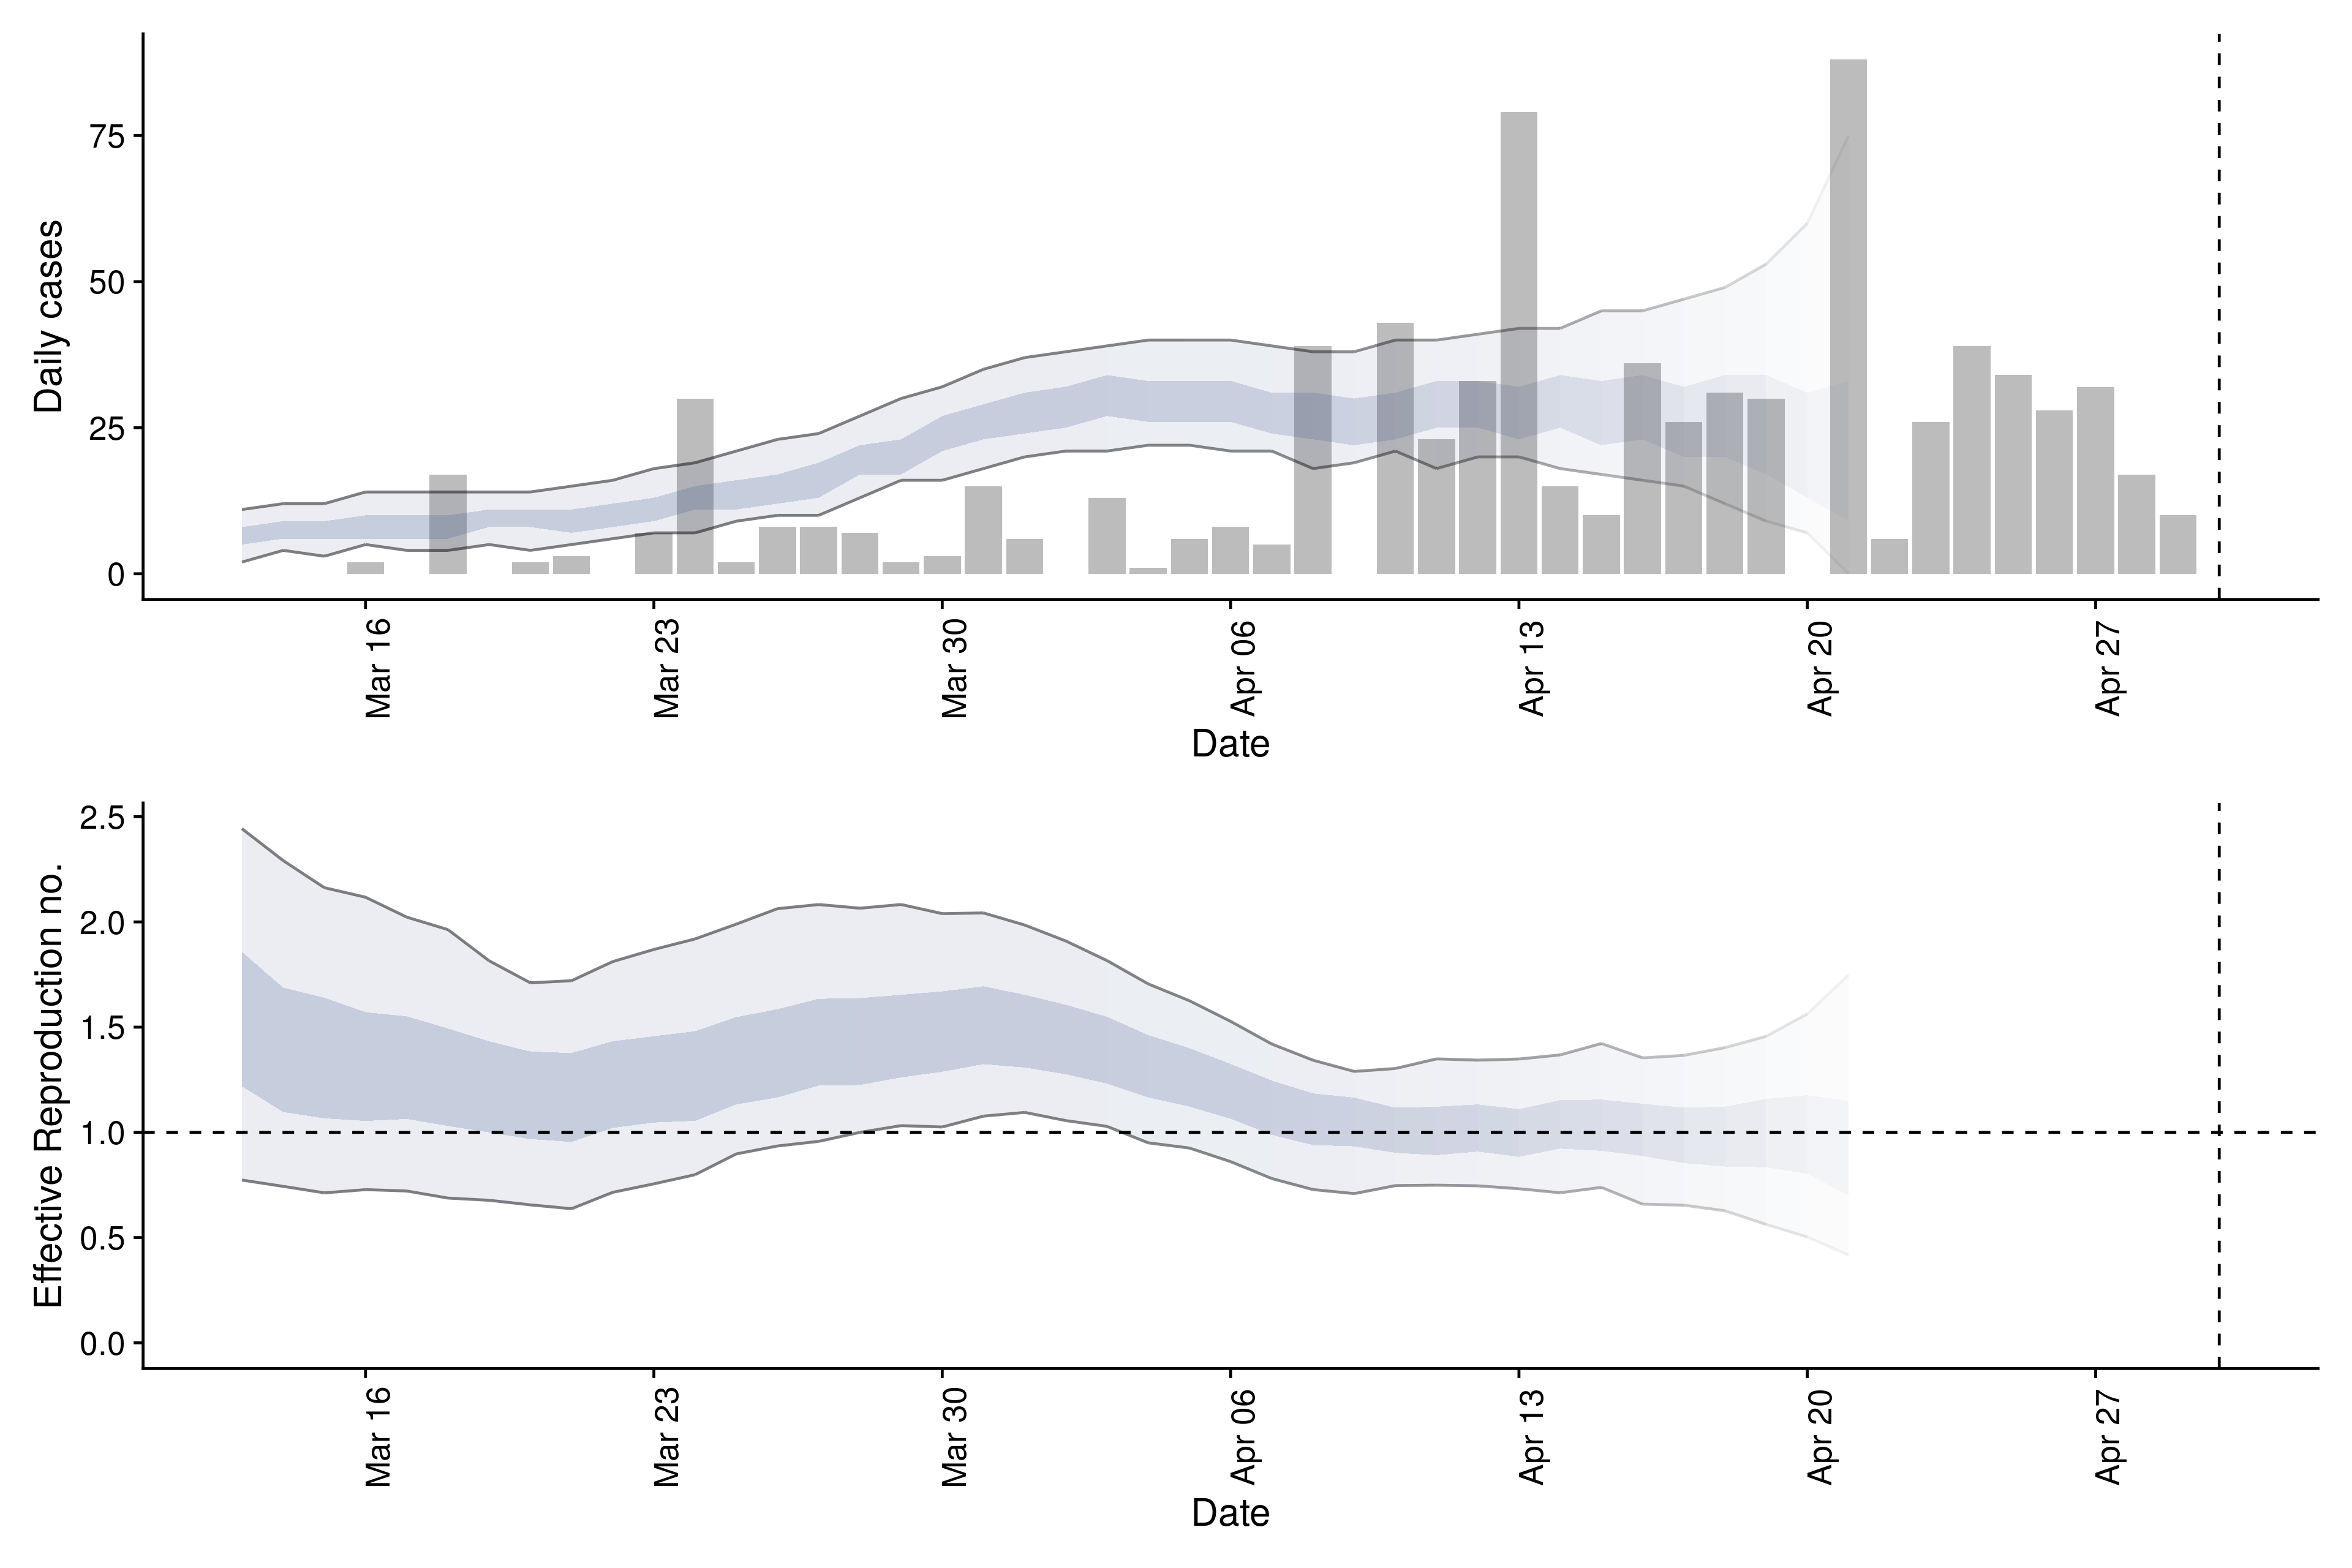 Daily cases
75
50
25
0
Mar 16
Mar 23
Mar 30
Apr 06
Apr 13
Apr 20
Apr 27
Date
Effective Reproduction no.
2.5
2.0
1.5
1.0
0.5
0.0
Mar 16
Mar 23
Mar 30
Apr 06
Apr 13
Apr 20
Apr 27
Date